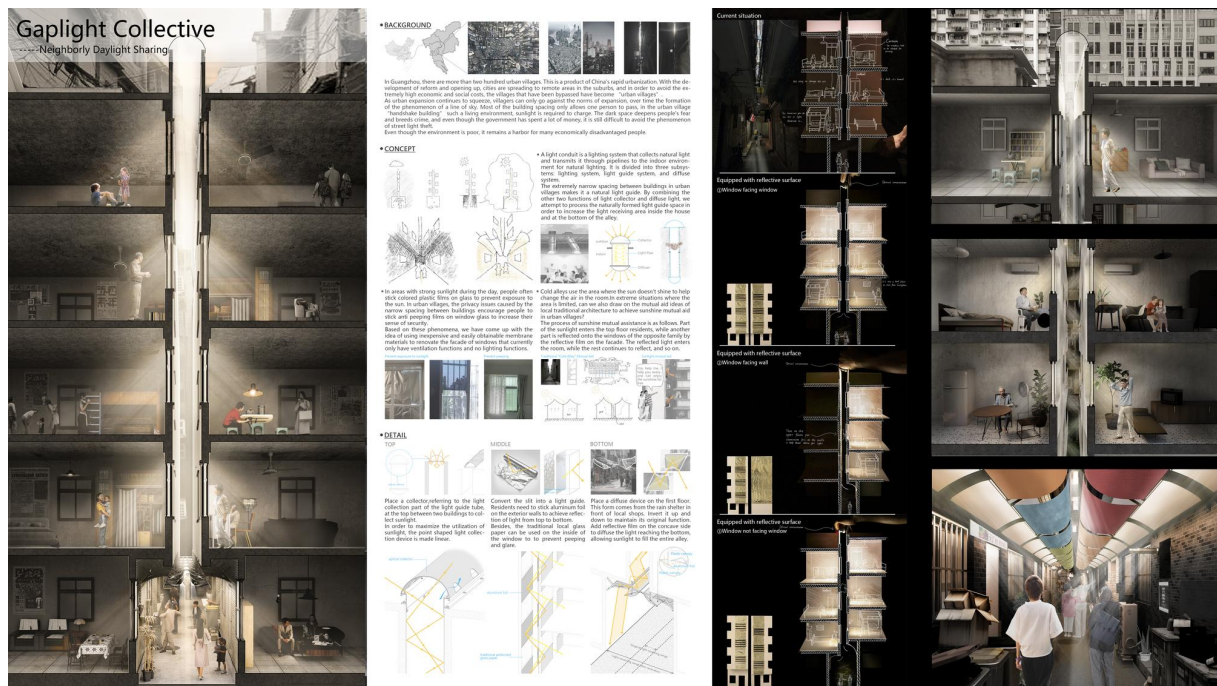 Gaplight Collective
-----Neighborly Daylight Sharing
BACKGROUND
In Guangzhou, there are more than two hundred urban villages. This is a product of China's rapid urbanization. With the de-
velopment of reform and opening up, cities are spreading to remote areas in the suburbs, and in order to avoid the ex-
tremely high economic and social costs, the villages that have been bypassed have become "urban villages"
As urban expansion continues to squeeze, villagers can only go against the norms of expansion, over time the formation
of the phenomenon of a line of sky. Most of the building spacing only allows one person to pass, in the urban village
"handshake building" such a living environment, sunlight is required to charge. The dark space deepens people's fear
and breeds crime, and even though the government has spent a lot of money, it is still difficult to avoid the phenomenon
of street light theft.
Even though the environment is poor, it remains a harbor for many economically disadvantaged people.
CONCEPT
A light conduit is a lighting system that collects natural light
and transmits it through pipelines to the indoor environ-
ment for natural lighting. It is divided into three subsys-
tems: lighting system, light guide system, and diffuse
system.
The extremely narrow spacing between buildings in urban
villages makes it a natural light guide. By combining the
other two functions of light collector and diffuse light, we
attempt to process the naturally formed light guide space in
order to increase the light receiving area inside the house
and at the bottom of the alley.
In areas with strong sunlight during the day, people often
stick colored plastic films on glass to prevent exposure to
the sun. In urban villages, the privacy issues caused by the
narrow spacing between buildings encourage people to
stick anti peeping films on window glass to increase their
sense of security.
Based on these phenomena, we have come up with the
idea of using inexpensive and easily obtainable membrane
materials to renovate the facade of windows that currently
only have ventilation functions and no lighting functions.
Cold alleys use the area where the sun doesn't shine to help
change the air in the room.In extreme situations where the
area is limited, can we also draw on the mutual aid ideas of
local traditional architecture to achieve sunshine mutual aid
in urban villages?
The process of sunshine mutual assistance is as follows. Part
of the sunlight enters the top floor residents, while another
part is reflected onto the windows of the opposite family by
the reflective film on the facade. The reflected light enters
the room, while the rest continues to reflect, and so on.
DETAIL
TOP
MIDDLE
BOTTOM
Place a collector,referring to the light
collection part of the light guide tube,
at the top between two buildings to col-
lect sunlight.
In order to maximize the utilization of
sunlight, the point shaped light collec-
tion device is made linear.
Convert the slit into a light guide.
Residents need to stick aluminum foil
on the exterior walls to achieve reflec-
tion of light from top to bottom.
Besides, the traditional local glass
paper can be used on the inside of
the window to to prevent peeping
and glare.
Place a diffuse device on the first floor.
This form comes from the rain shelter in
front of local shops. Invert it up and
down to maintain its original function.
Add reflective film on the concave side
to diffuse the light reaching the bottom,
allowing sunlight to fill the entire alley.
Current situation
Equipped with reflective surface
①Window facing window
Equipped with reflective surface
②Window facing wall
Equipped with reflective surface
③Window not facing window